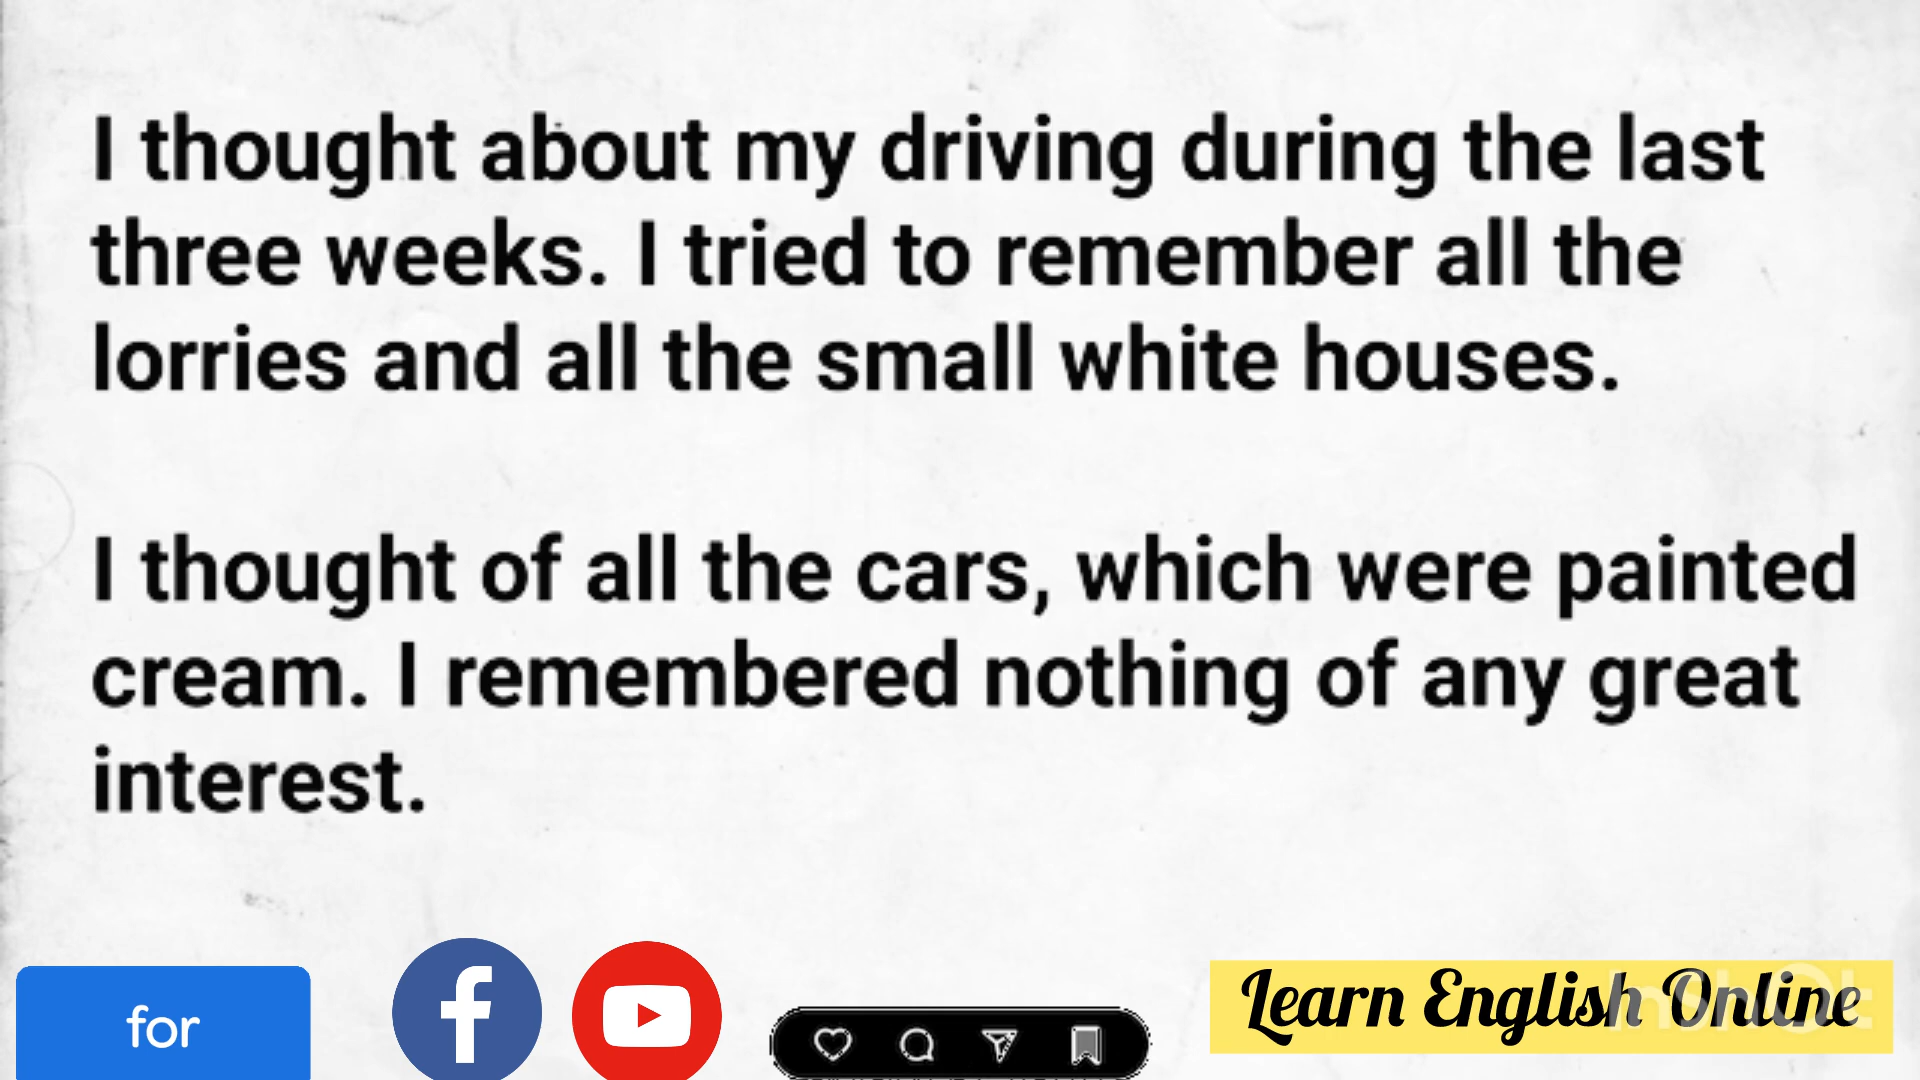 I thought about my driving during the last
three weeks. I tried to remember all the
lorries and all the small white houses.
I thought of all the cars, which were painted
cream. I remembered nothing of any great
interest.
for
Learn English Online
InShOt